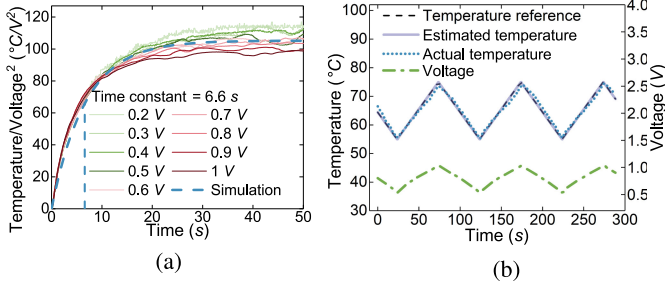 (a)
Temperature/Voltage² (°C/V²)
120
100
80
60
40
20
0
Time constant = 6.6 s
0.2 V
0.3 V
0.4 V
0.5 V
0.6 V
0.7 V
0.8 V
0.9 V
1 V
Simulation
0 10 20 30 40 50
Time (s)
(a)
Temperature (°C)
100
90
80
70
60
50
40
30
Temperature reference
Estimated temperature
Actual temperature
Voltage
4.0
3.5
3.0
2.5
2.0
1.5
1.0
0.5
Voltage (V)
0 50 100 150 200 250 300
Time (s)
(b)